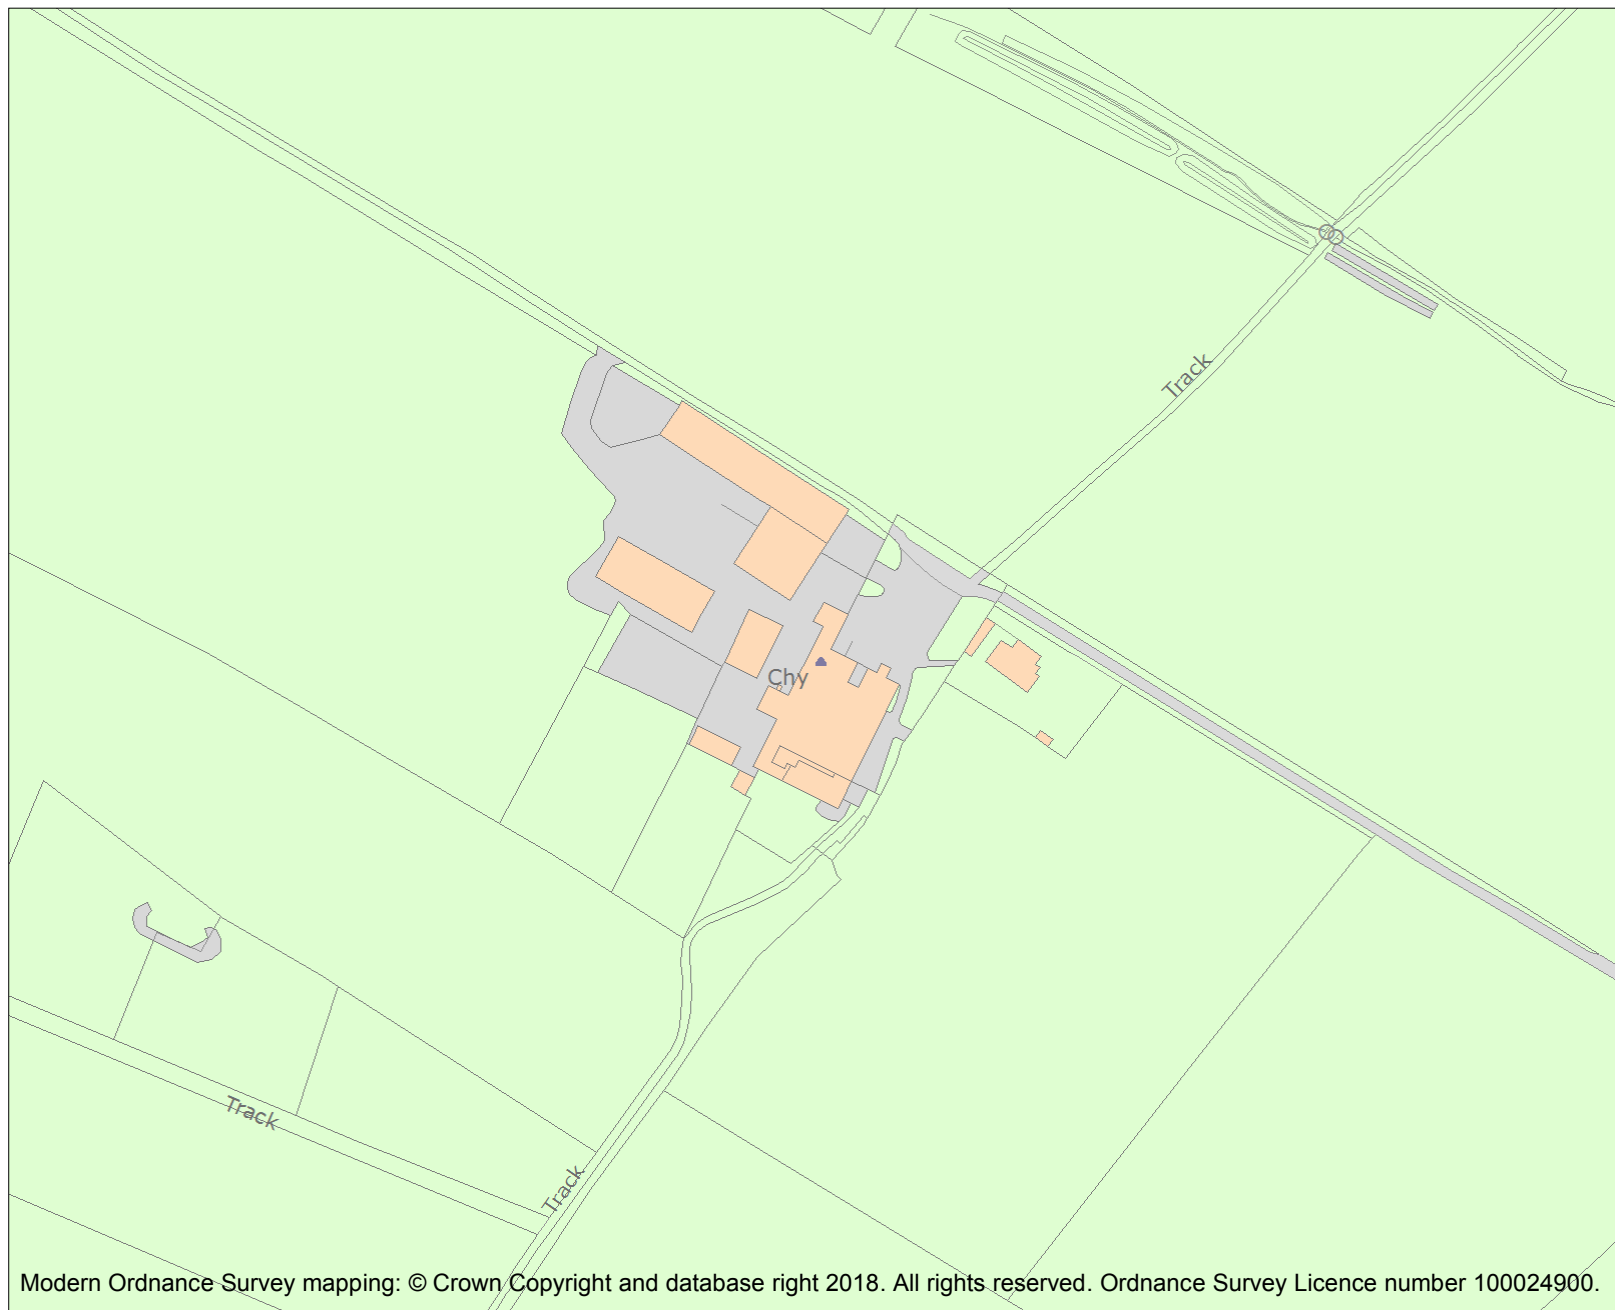 Track
Chy
Track
Track
Modern Ordnance Survey mapping: © Crown Copyright and database right 2018. All rights reserved. Ordnance Survey Licence number 100024900.